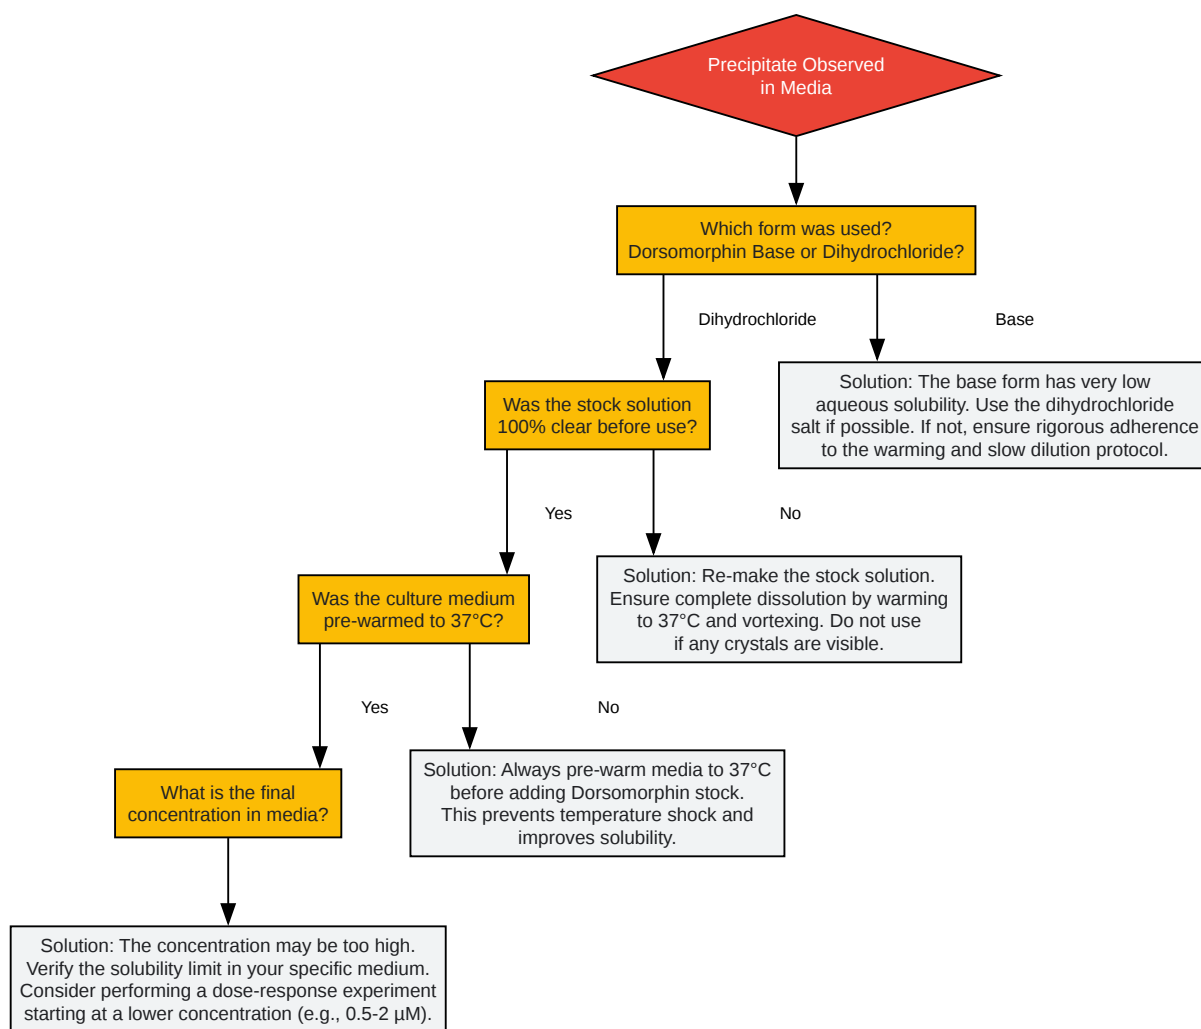 Precipitate Observed
in Media
Which form was used?
Dorsomorphin Base or Dihydrochloride?
Dihydrochloride
Base
Was the stock solution
100% clear before use?
Solution: The base form has very low
aqueous solubility. Use the dihydrochloride
salt if possible. If not, ensure rigorous adherence
to the warming and slow dilution protocol.
Yes
No
Was the culture medium
pre-warmed to 37°C?
Solution: Re-make the stock solution.
Ensure complete dissolution by warming
to 37°C and vortexing. Do not use
if any crystals are visible.
Yes
No
What is the final
concentration in media?
Solution: Always pre-warm media to 37°C
before adding Dorsomorphin stock.
This prevents temperature shock and
improves solubility.
Solution: The concentration may be too high.
Verify the solubility limit in your specific medium.
Consider performing a dose-response experiment
starting at a lower concentration (e.g., 0.5-2 µM).